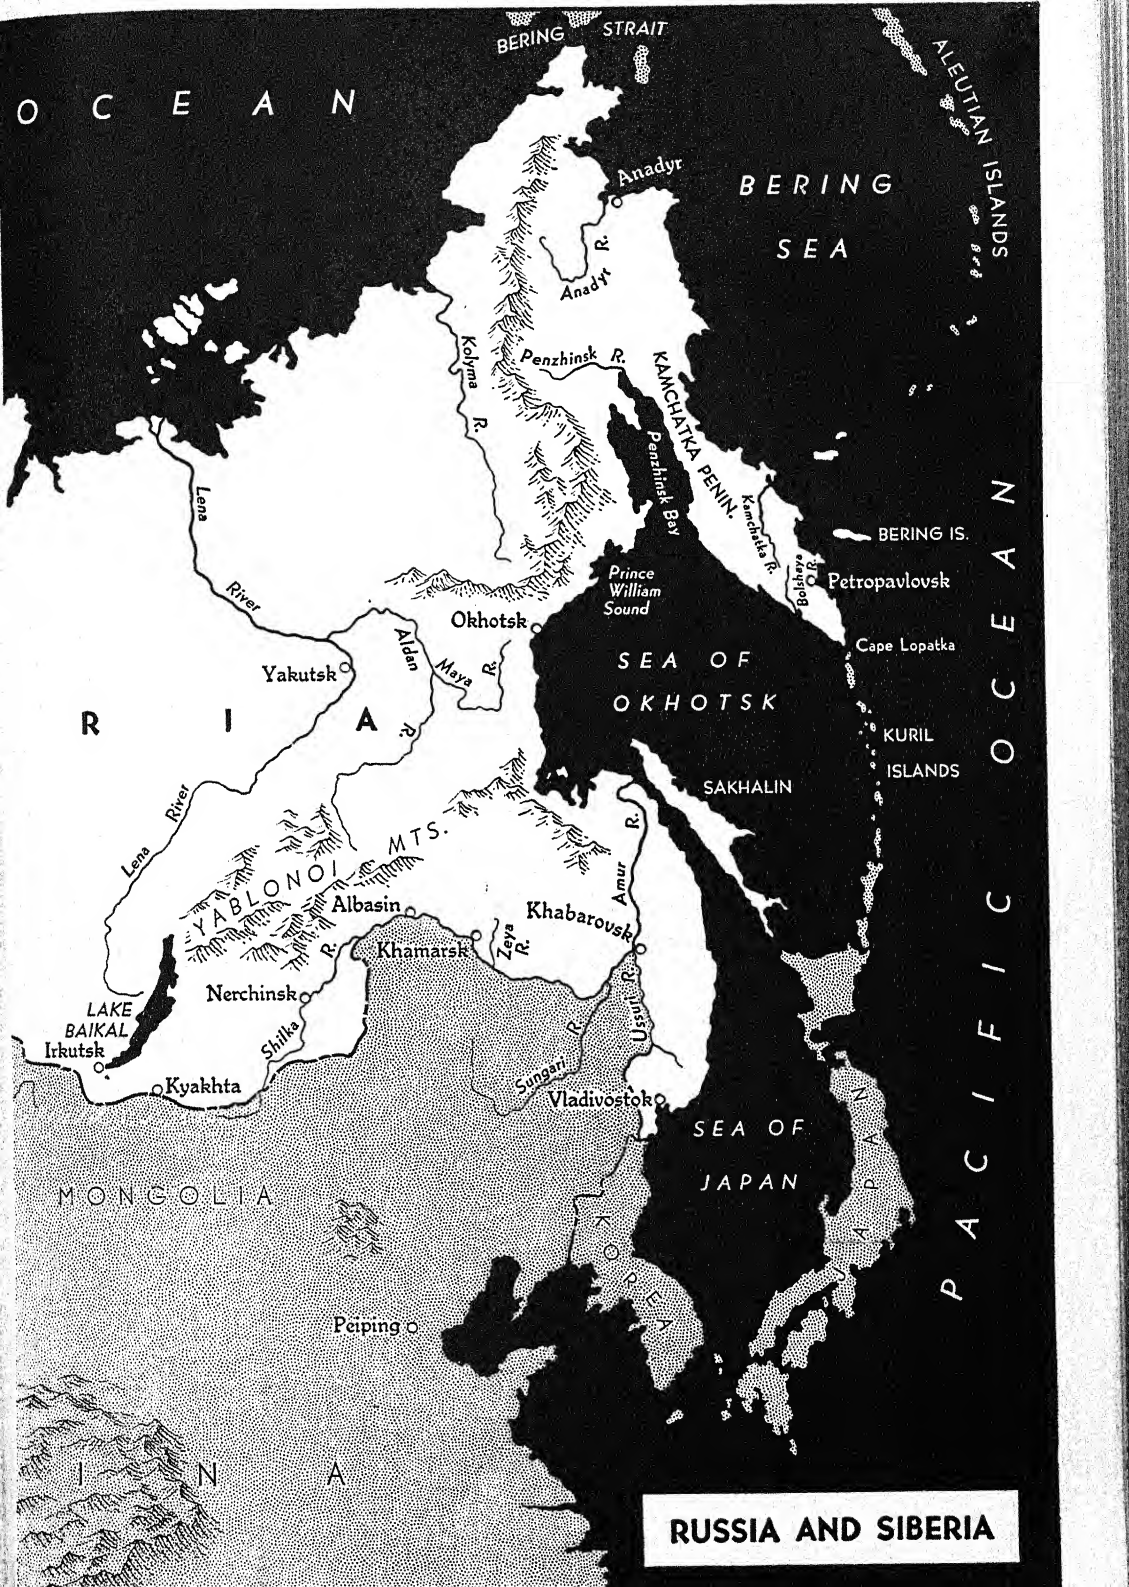 BERING STRAIT
ALEUTIAN ISLANDS
OCEAN
Anadyr
BERING
SEA
Anadyr R.
Kolyma R.
Penzhinsk R.
KAMCHATKA PENIN.
Penzhinsk Bay
Lena River
Kamchatka R.
BERING IS.
Bolshaya R.
Petropavlovsk
Prince
William
Sound
Okhotsk
Aldan R.
Maya R.
Cape Lopatka
SEA OF
OKHOTSK
Yakutsk
R I A
KURIL
ISLANDS
SAKHALIN
Lena River
YABLONOI MTS.
Amur R.
Albasin
Khabarovsk
Khamarsk
Zeya
R.
Nerchinsk
LAKE
BAIKAL
Irkutsk
Shilka R.
Ussuri R.
Sungari R.
Kyakhta
Vladivostok
SEA OF
JAPAN
PACIFIC OCEAN
JAPAN
MONGOLIA
KOREA
Peiping
I N A
RUSSIA AND SIBERIA